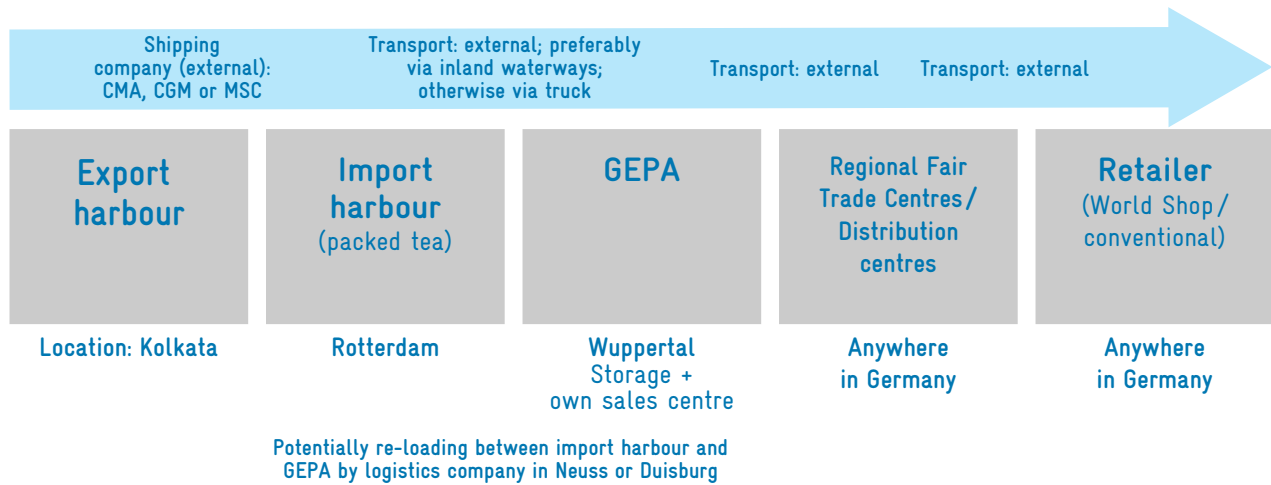 Shipping
company (external):
CMA, CGM or MSC
Transport: external; preferably
via inland waterways;
otherwise via truck
Transport: external
Transport: external
Export
harbour
Import
harbour
(packed tea)
GEPA
Regional Fair
Trade Centres/
Distribution
centres
Retailer
(World Shop/
conventional)
Location: Kolkata
Rotterdam
Wuppertal
Storage +
own sales centre
Anywhere
in Germany
Anywhere
in Germany
Potentially re-loading between import harbour and
GEPA by logistics company in Neuss or Duisburg